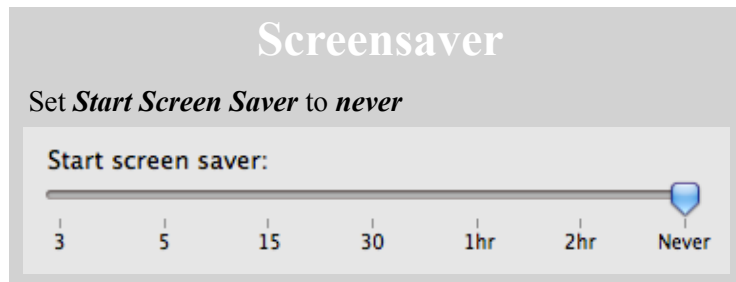 Screensaver
Set Start Screen Saver to never
Start screen saver:
3 5 15 30 1hr 2hr Never